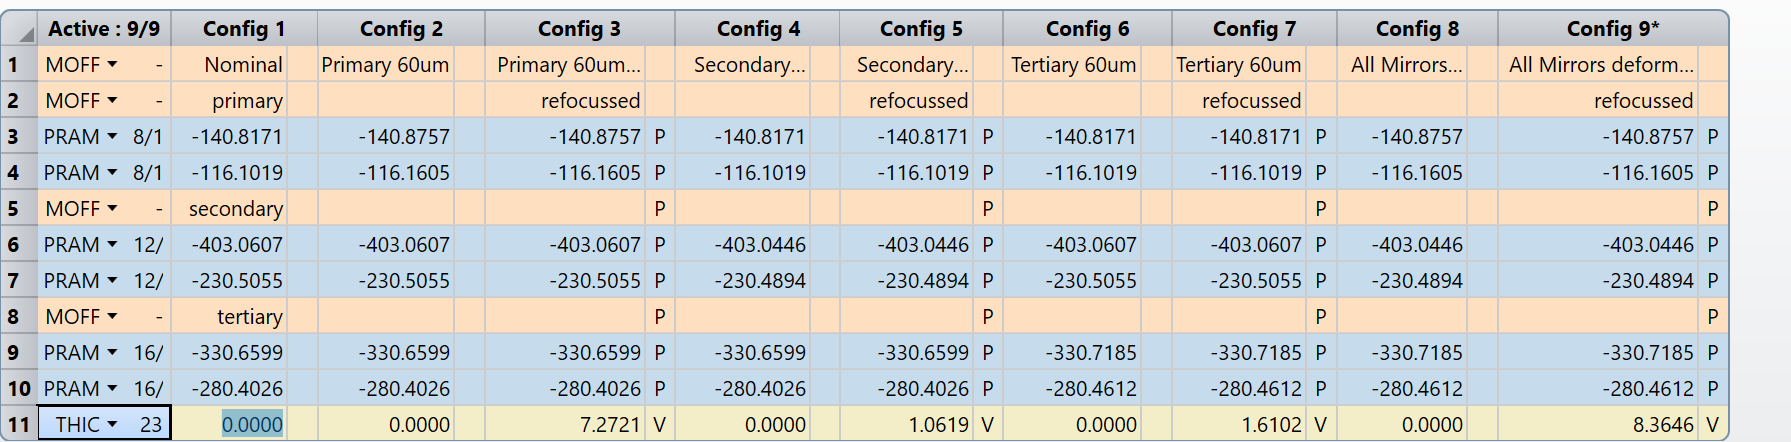 Active : 9/9 Config 1 Config 2 Config 3 Config 4 Config 5 Config 6 Config 7 Config 8 Config 9*
1 MOFF - Nominal Primary 60um Primary 60um... Secondary... Secondary... Tertiary 60um Tertiary 60um All Mirrors... All Mirrors deform...
2 MOFF - primary refocussed refocussed refocussed refocussed
3 PRAM 8/1 -140.8171 -140.8757 -140.8757 P -140.8171 -140.8171 P -140.8171 -140.8171 P -140.8757 -140.8757 P
4 PRAM 8/1 -116.1019 -116.1605 -116.1605 P -116.1019 -116.1019 P -116.1019 -116.1019 P -116.1605 -116.1605 P
5 MOFF - secondary P P P P
6 PRAM 12/ -403.0607 -403.0607 -403.0607 P -403.0446 -403.0446 P -403.0607 -403.0607 P -403.0446 -403.0446 P
7 PRAM 12/ -230.5055 -230.5055 -230.5055 P -230.4894 -230.4894 P -230.5055 -230.5055 P -230.4894 -230.4894 P
8 MOFF - tertiary P P P P
9 PRAM 16/ -330.6599 -330.6599 -330.6599 P -330.6599 -330.6599 P -330.7185 -330.7185 P -330.7185 -330.7185 P
10 PRAM 16/ -280.4026 -280.4026 -280.4026 P -280.4026 -280.4026 P -280.4612 -280.4612 P -280.4612 -280.4612 P
11 THIC 23 0.0000 0.0000 7.2721 V 0.0000 1.0619 V 0.0000 1.6102 V 0.0000 8.3646 V